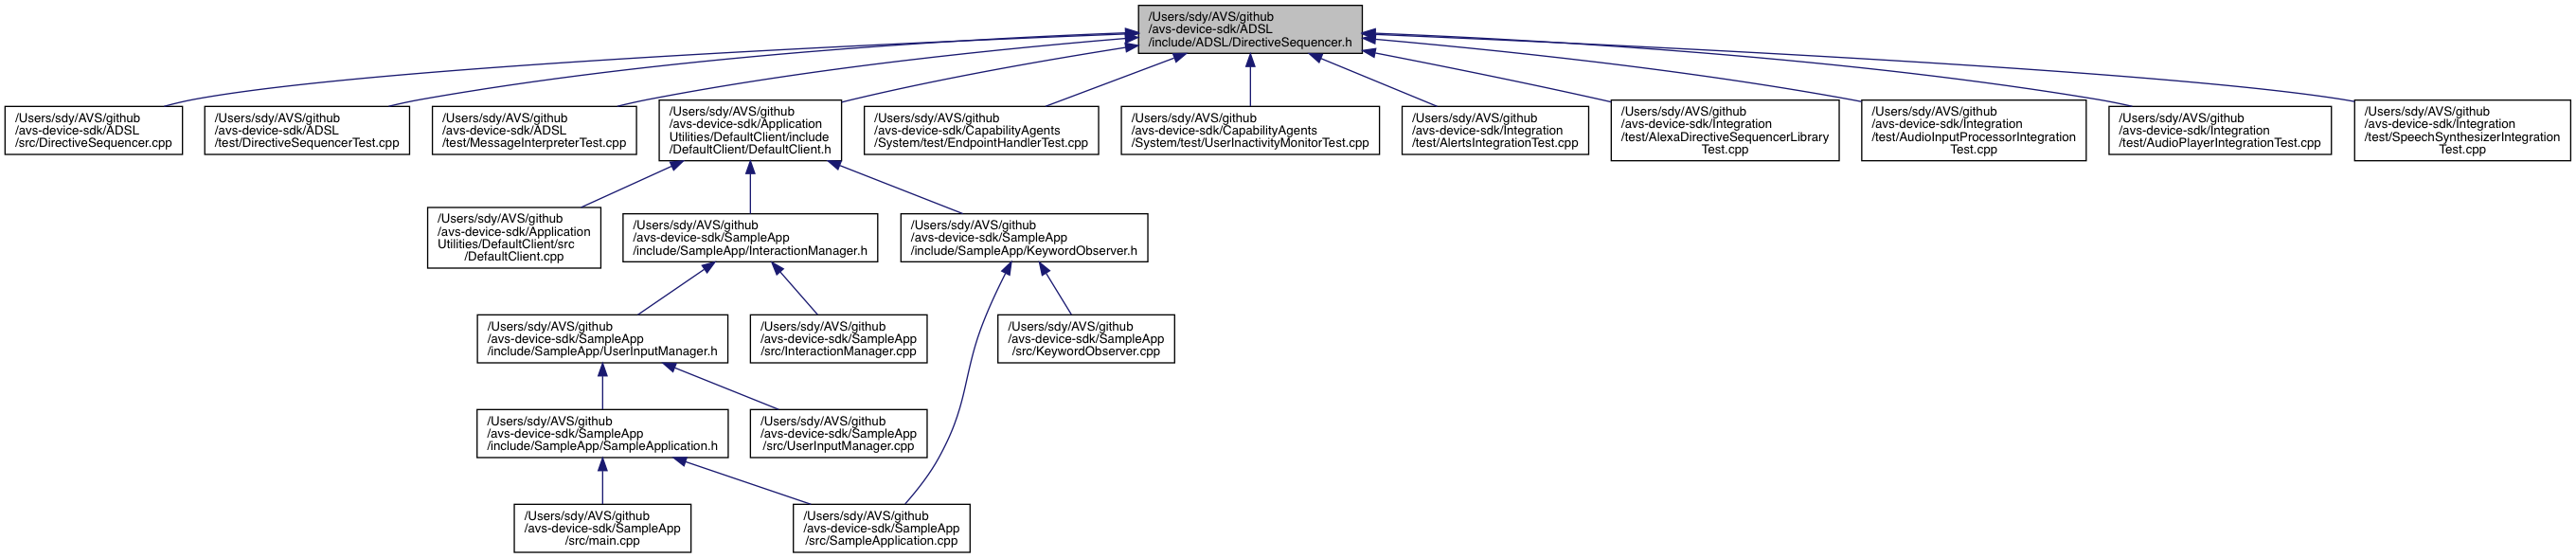 /Users/sdy/AVS/github
/avs-device-sdk/ADSL
/include/ADSL/DirectiveSequencer.h
/Users/sdy/AVS/github
/avs-device-sdk/ADSL
/src/DirectiveSequencer.cpp
/Users/sdy/AVS/github
/avs-device-sdk/ADSL
/test/DirectiveSequencerTest.cpp
/Users/sdy/AVS/github
/avs-device-sdk/ADSL
/test/MessageInterpreterTest.cpp
/Users/sdy/AVS/github
/avs-device-sdk/Application
Utilities/DefaultClient/include
/DefaultClient/DefaultClient.h
/Users/sdy/AVS/github
/avs-device-sdk/CapabilityAgents
/System/test/EndpointHandlerTest.cpp
/Users/sdy/AVS/github
/avs-device-sdk/CapabilityAgents
/System/test/UserInactivityMonitorTest.cpp
/Users/sdy/AVS/github
/avs-device-sdk/Integration
/test/AlertsIntegrationTest.cpp
/Users/sdy/AVS/github
/avs-device-sdk/Integration
/test/AlexaDirectiveSequencerLibrary
Test.cpp
/Users/sdy/AVS/github
/avs-device-sdk/Integration
/test/AudioInputProcessorIntegration
Test.cpp
/Users/sdy/AVS/github
/avs-device-sdk/Integration
/test/AudioPlayerIntegrationTest.cpp
/Users/sdy/AVS/github
/avs-device-sdk/Integration
/test/SpeechSynthesizerIntegration
Test.cpp
/Users/sdy/AVS/github
/avs-device-sdk/Application
Utilities/DefaultClient/src
/DefaultClient.cpp
/Users/sdy/AVS/github
/avs-device-sdk/SampleApp
/include/SampleApp/InteractionManager.h
/Users/sdy/AVS/github
/avs-device-sdk/SampleApp
/include/SampleApp/KeywordObserver.h
/Users/sdy/AVS/github
/avs-device-sdk/SampleApp
/include/SampleApp/UserInputManager.h
/Users/sdy/AVS/github
/avs-device-sdk/SampleApp
/src/InteractionManager.cpp
/Users/sdy/AVS/github
/avs-device-sdk/SampleApp
/src/KeywordObserver.cpp
/Users/sdy/AVS/github
/avs-device-sdk/SampleApp
/include/SampleApp/SampleApplication.h
/Users/sdy/AVS/github
/avs-device-sdk/SampleApp
/src/UserInputManager.cpp
/Users/sdy/AVS/github
/avs-device-sdk/SampleApp
/src/main.cpp
/Users/sdy/AVS/github
/avs-device-sdk/SampleApp
/src/SampleApplication.cpp